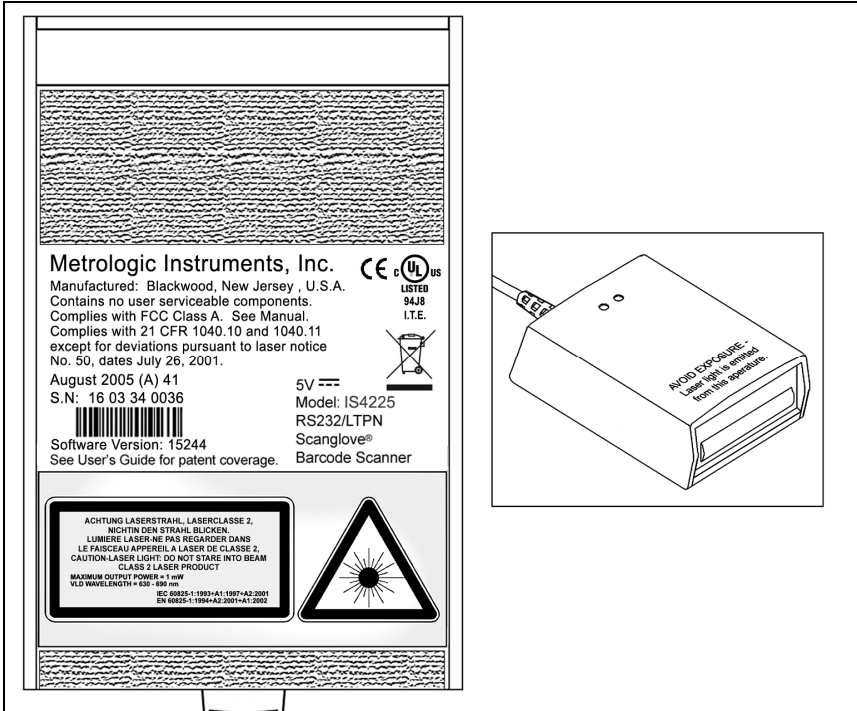 Metrologic Instruments, Inc.
Manufactured:  Blackwood, New Jersey , U.S.A.
Contains no user serviceable components.
Complies with FCC Class A.  See Manual.
Complies with 21 CFR 1040.10 and 1040.11
except for deviations pursuant to laser notice
No. 50, dates July 26, 2001.
August 2005 (A) 41
S.N:  16 03 34 0036
Software Version: 15244
See User's Guide for patent coverage.
CE
C UL US
LISTED
94J8
I.T.E.
5V
Model: IS4225
RS232/LTPN
Scanglove®
Barcode Scanner
ACHTUNG LASERSTRAHL, LASERCLASSE 2,
NICHTIN DEN STRAHL BLICKEN.
LUMIERE LASER-NE PAS REGARDER DANS
LE FAISCEAU APPEREIL A LASER DE CLASSE 2,
CAUTION-LASER LIGHT: DO NOT STARE INTO BEAM
CLASS 2 LASER PRODUCT
MAXIMUM OUTPUT POWER = 1 mW
VLD WAVELENGTH = 630 - 690 nm
IEC 60825-1:1993+A1:1997+A2:2001
EN 60825-1:1994+A2:2001+A1:2002
AVOID EXPOSURE -
Laser light is emitted
from this aperature.